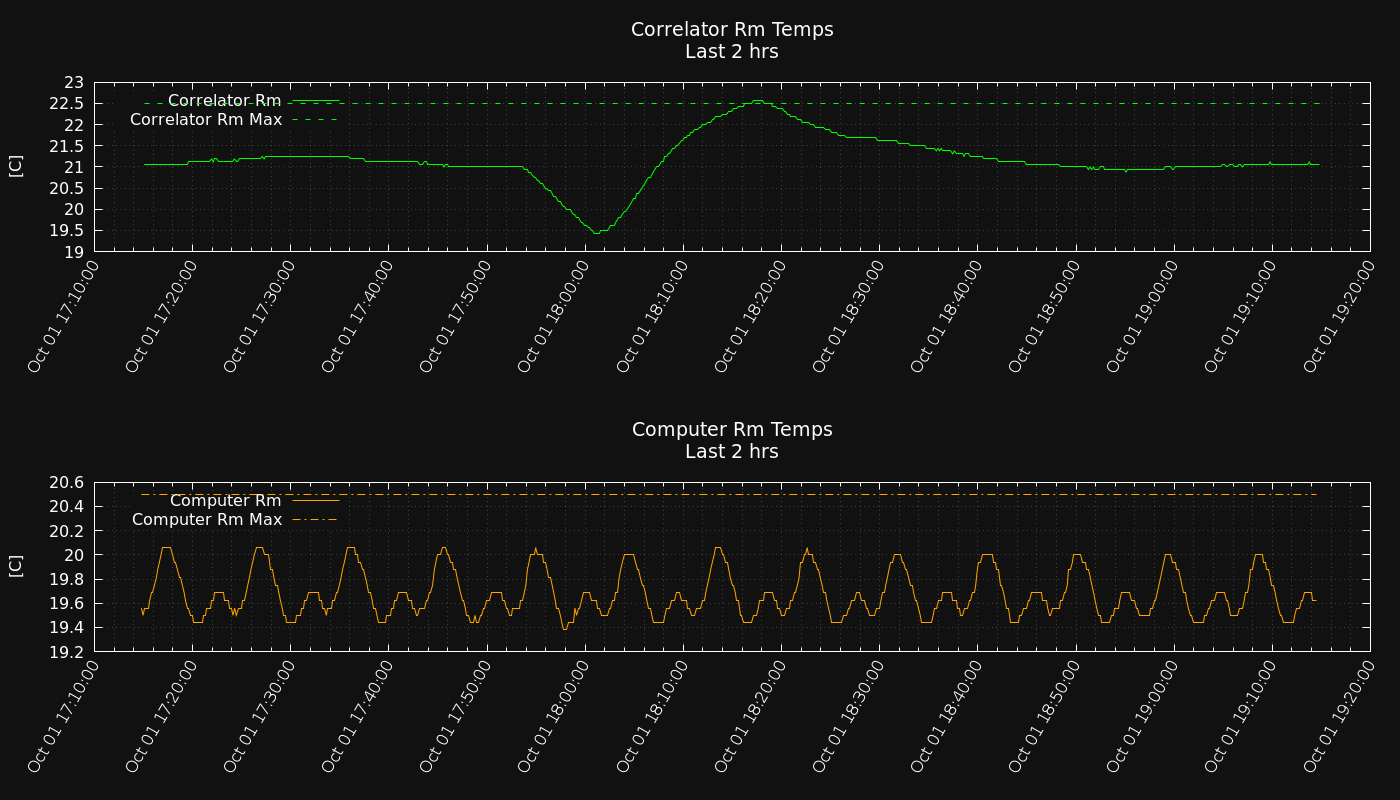 Correlator Rm Temps
Last 2 hrs
[C]
23
22.5
22
21.5
21
20.5
20
19.5
19
Correlator Rm
Correlator Rm Max
Oct 01 17:10:00
Oct 01 17:20:00
Oct 01 17:30:00
Oct 01 17:40:00
Oct 01 17:50:00
Oct 01 18:00:00
Oct 01 18:10:00
Oct 01 18:20:00
Oct 01 18:30:00
Oct 01 18:40:00
Oct 01 18:50:00
Oct 01 19:00:00
Oct 01 19:10:00
Oct 01 19:20:00
Computer Rm Temps
Last 2 hrs
[C]
20.6
20.4
20.2
20
19.8
19.6
19.4
19.2
Computer Rm
Computer Rm Max
Oct 01 17:10:00
Oct 01 17:20:00
Oct 01 17:30:00
Oct 01 17:40:00
Oct 01 17:50:00
Oct 01 18:00:00
Oct 01 18:10:00
Oct 01 18:20:00
Oct 01 18:30:00
Oct 01 18:40:00
Oct 01 18:50:00
Oct 01 19:00:00
Oct 01 19:10:00
Oct 01 19:20:00